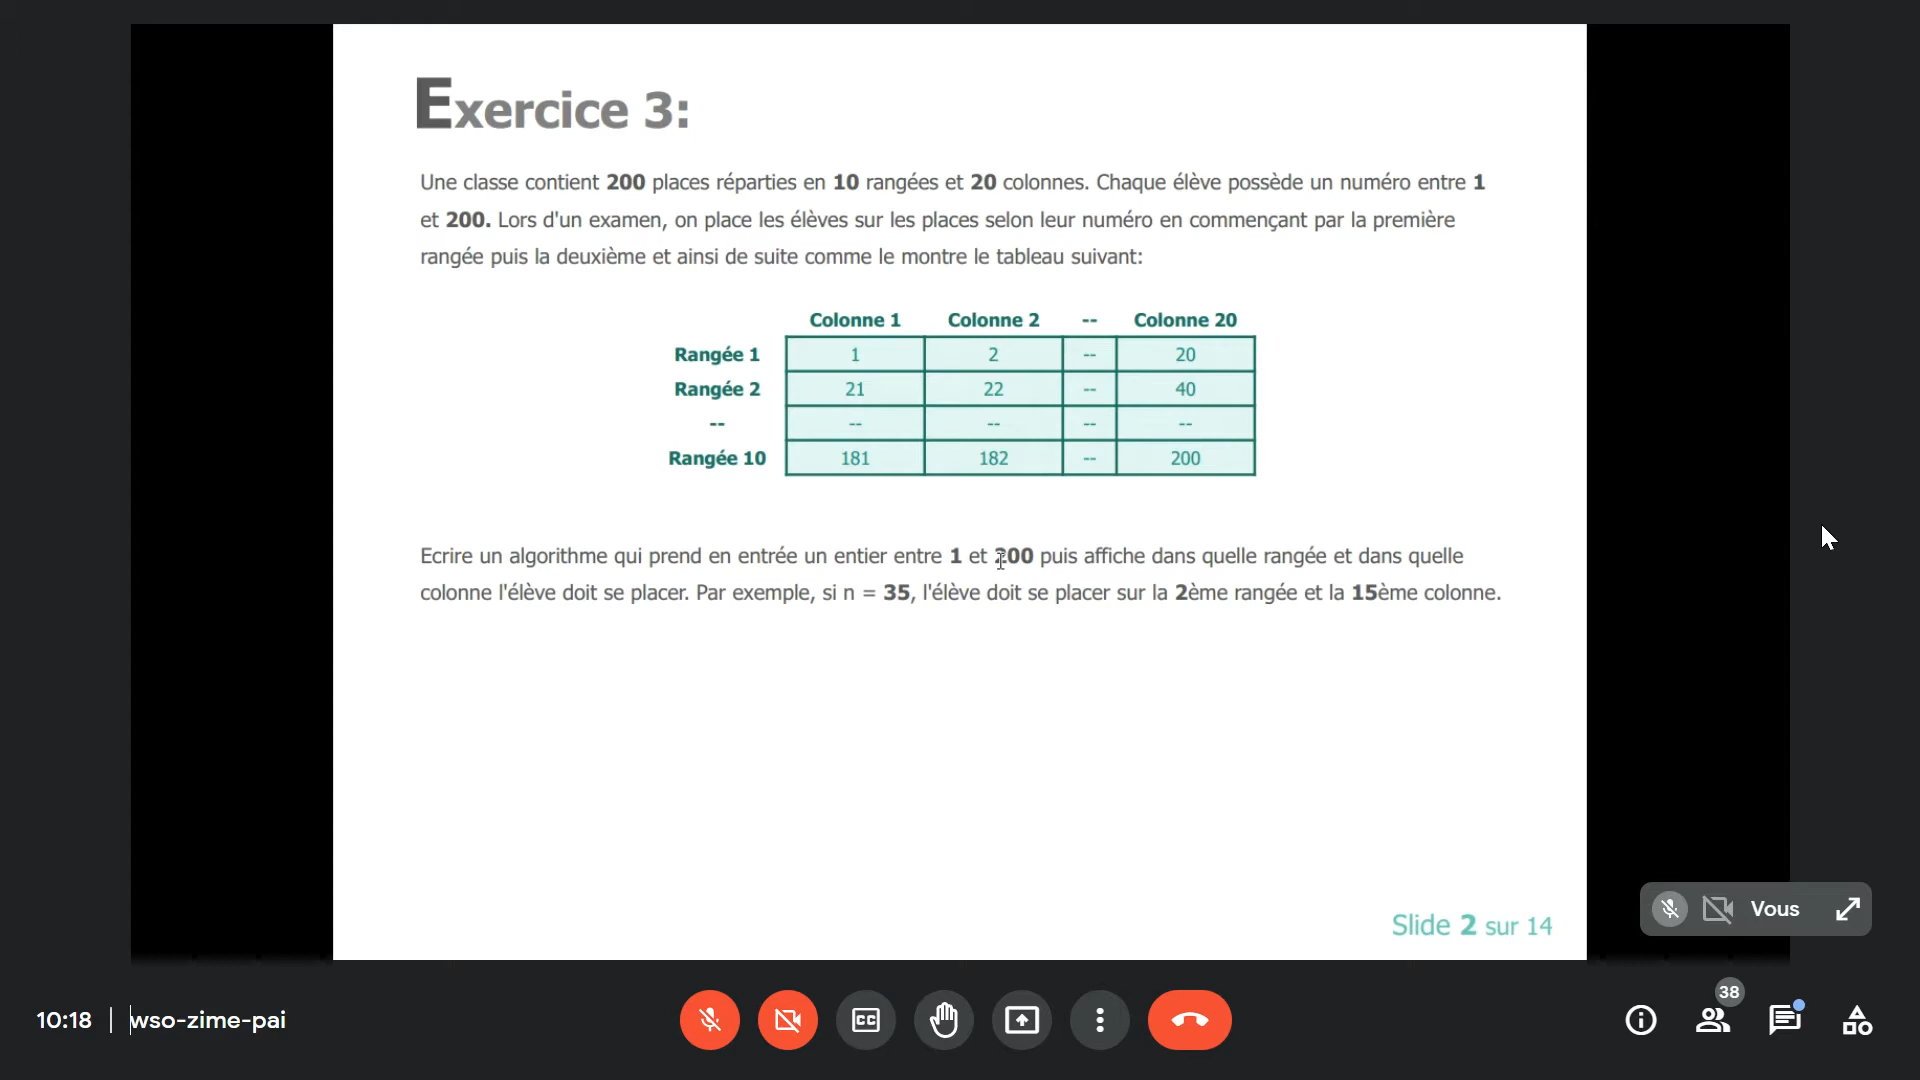 Exercice 3:
Une classe contient 200 places réparties en 10 rangées et 20 colonnes. Chaque élève possède un numéro entre 1
et 200. Lors d'un examen, on place les élèves sur les places selon leur numéro en commençant par la première
rangée puis la deuxième et ainsi de suite comme le montre le tableau suivant:
Colonne 1 Colonne 2 -- Colonne 20
Rangée 1 1 2 -- 20
Rangée 2 21 22 -- 40
-- -- -- -- --
Rangée 10 181 182 -- 200
Ecrire un algorithme qui prend en entrée un entier entre 1 et 200 puis affiche dans quelle rangée et dans quelle
colonne l'élève doit se placer. Par exemple, si n = 35, l'élève doit se placer sur la 2ème rangée et la 15ème colonne.
Slide 2 sur 14
Vous
10:18 | wso-zime-pai
CC
38